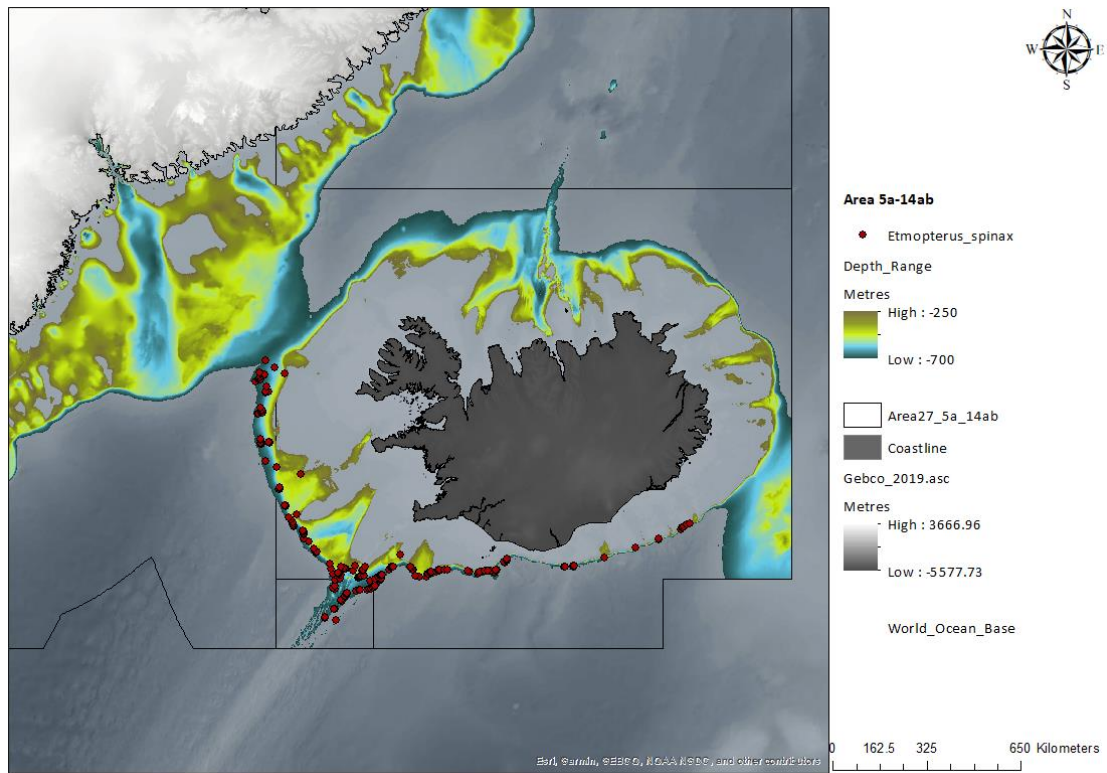 N
W E
S
Area 5a-14ab
Etmopterus_spinax
Depth_Range
Metres
High : -250
Low : -700
Area27_5a_14ab
Coastline
Gebco_2019.asc
Metres
High : 3666.96
Low : -5577.73
World_Ocean_Base
0 162.5 325 650 Kilometers
Esri, Garmin, GEBCO, NOAA NGDC, and other contributors